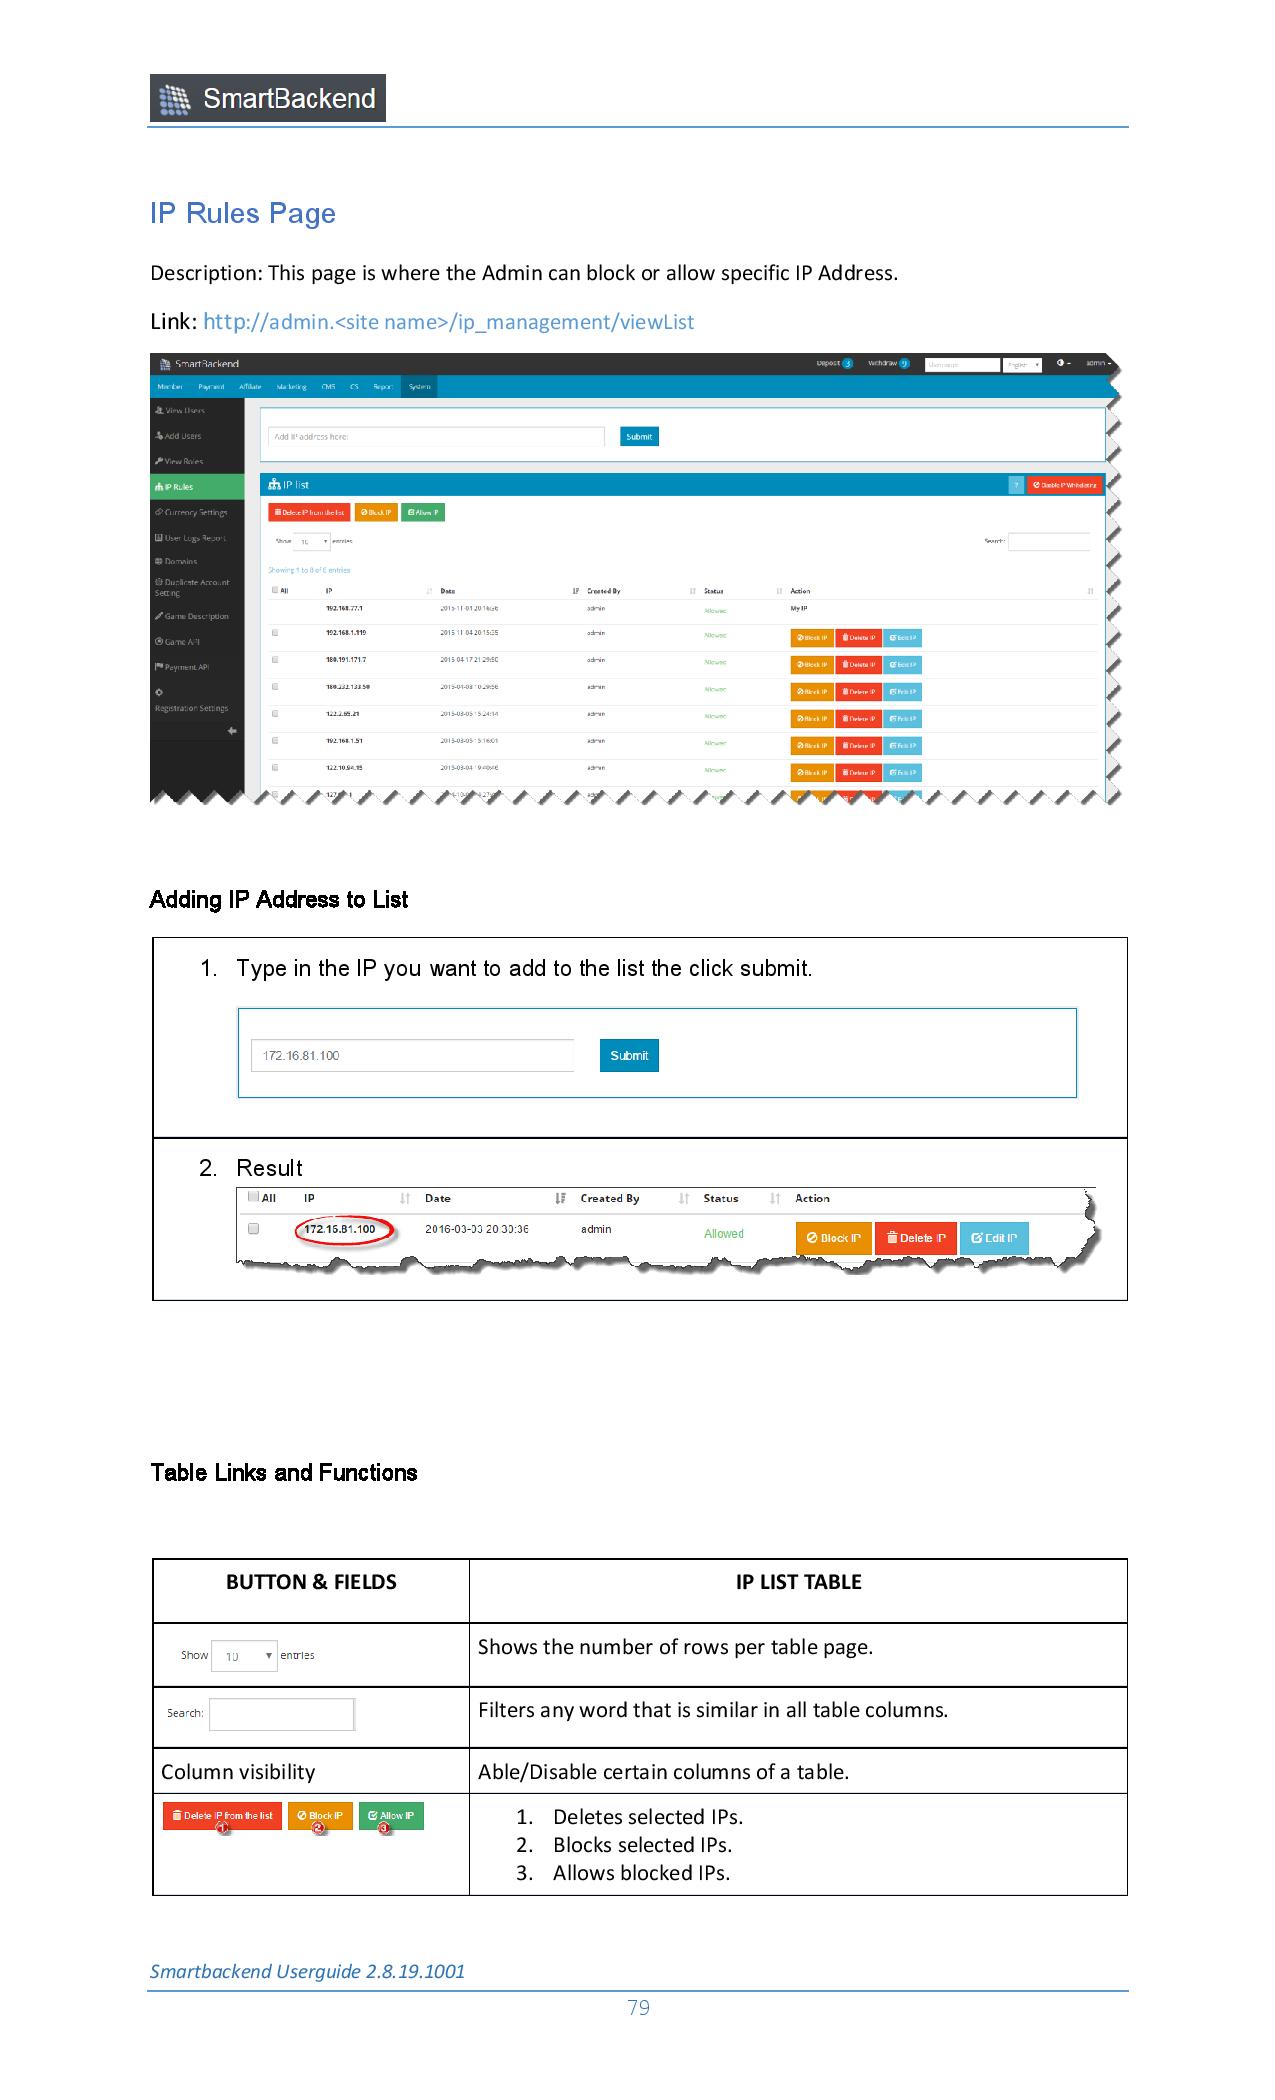 SmartBackend
IP Rules Page
Description: This page is where the Admin can block or allow specific IP Address.
Link: http://admin.<site name>/ip_management/viewList
SmartBackend Deposit 3 Withdraw 9 English admin
Member Payment Affiliate Marketing CMS CS Report System
View Users
Add IP address here: Submit
Add Users
View Roles
IP Rules
IP list ? Disable IP Whitelisting
Currency Settings
Delete IP from the list Block IP Allow IP
User Logs Report
Show 10 entries Search:
Domains
Showing 1 to 8 of 8 entries
Duplicate Account
Setting
All IP Date Created By Status Action
192.168.77.1 2015-11-04 20:16:36 admin Allowed My IP
Game Description
192.168.1.119 2015-11-04 20:15:35 admin Allowed Block IP Delete IP Edit IP
Game API
180.191.171.7 2015-04-17 21:29:50 admin Allowed Block IP Delete IP Edit IP
Payment API
180.232.133.50 2015-04-08 10:29:56 admin Allowed Block IP Delete IP Edit IP
Registration Settings
122.2.65.21 2015-03-05 15:24:14 admin Allowed Block IP Delete IP Edit IP
192.168.1.51 2015-03-05 15:16:01 admin Allowed Block IP Delete IP Edit IP
122.10.94.15 2015-03-04 19:40:46 admin Allowed Block IP Delete IP Edit IP
Adding IP Address to List
1. Type in the IP you want to add to the list the click submit.
172.16.81.100 Submit
2. Result
All IP Date Created By Status Action
172.16.81.100 2016-03-03 20:30:36 admin Allowed Block IP Delete IP Edit IP
Table Links and Functions
BUTTON & FIELDS IP LIST TABLE
Show 10 entries Shows the number of rows per table page.
Search: Filters any word that is similar in all table columns.
Column visibility Able/Disable certain columns of a table.
Delete IP from the list Block IP Allow IP
1 2 3
1. Deletes selected IPs.
2. Blocks selected IPs.
3. Allows blocked IPs.
Smartbackend Userguide 2.8.19.1001
79